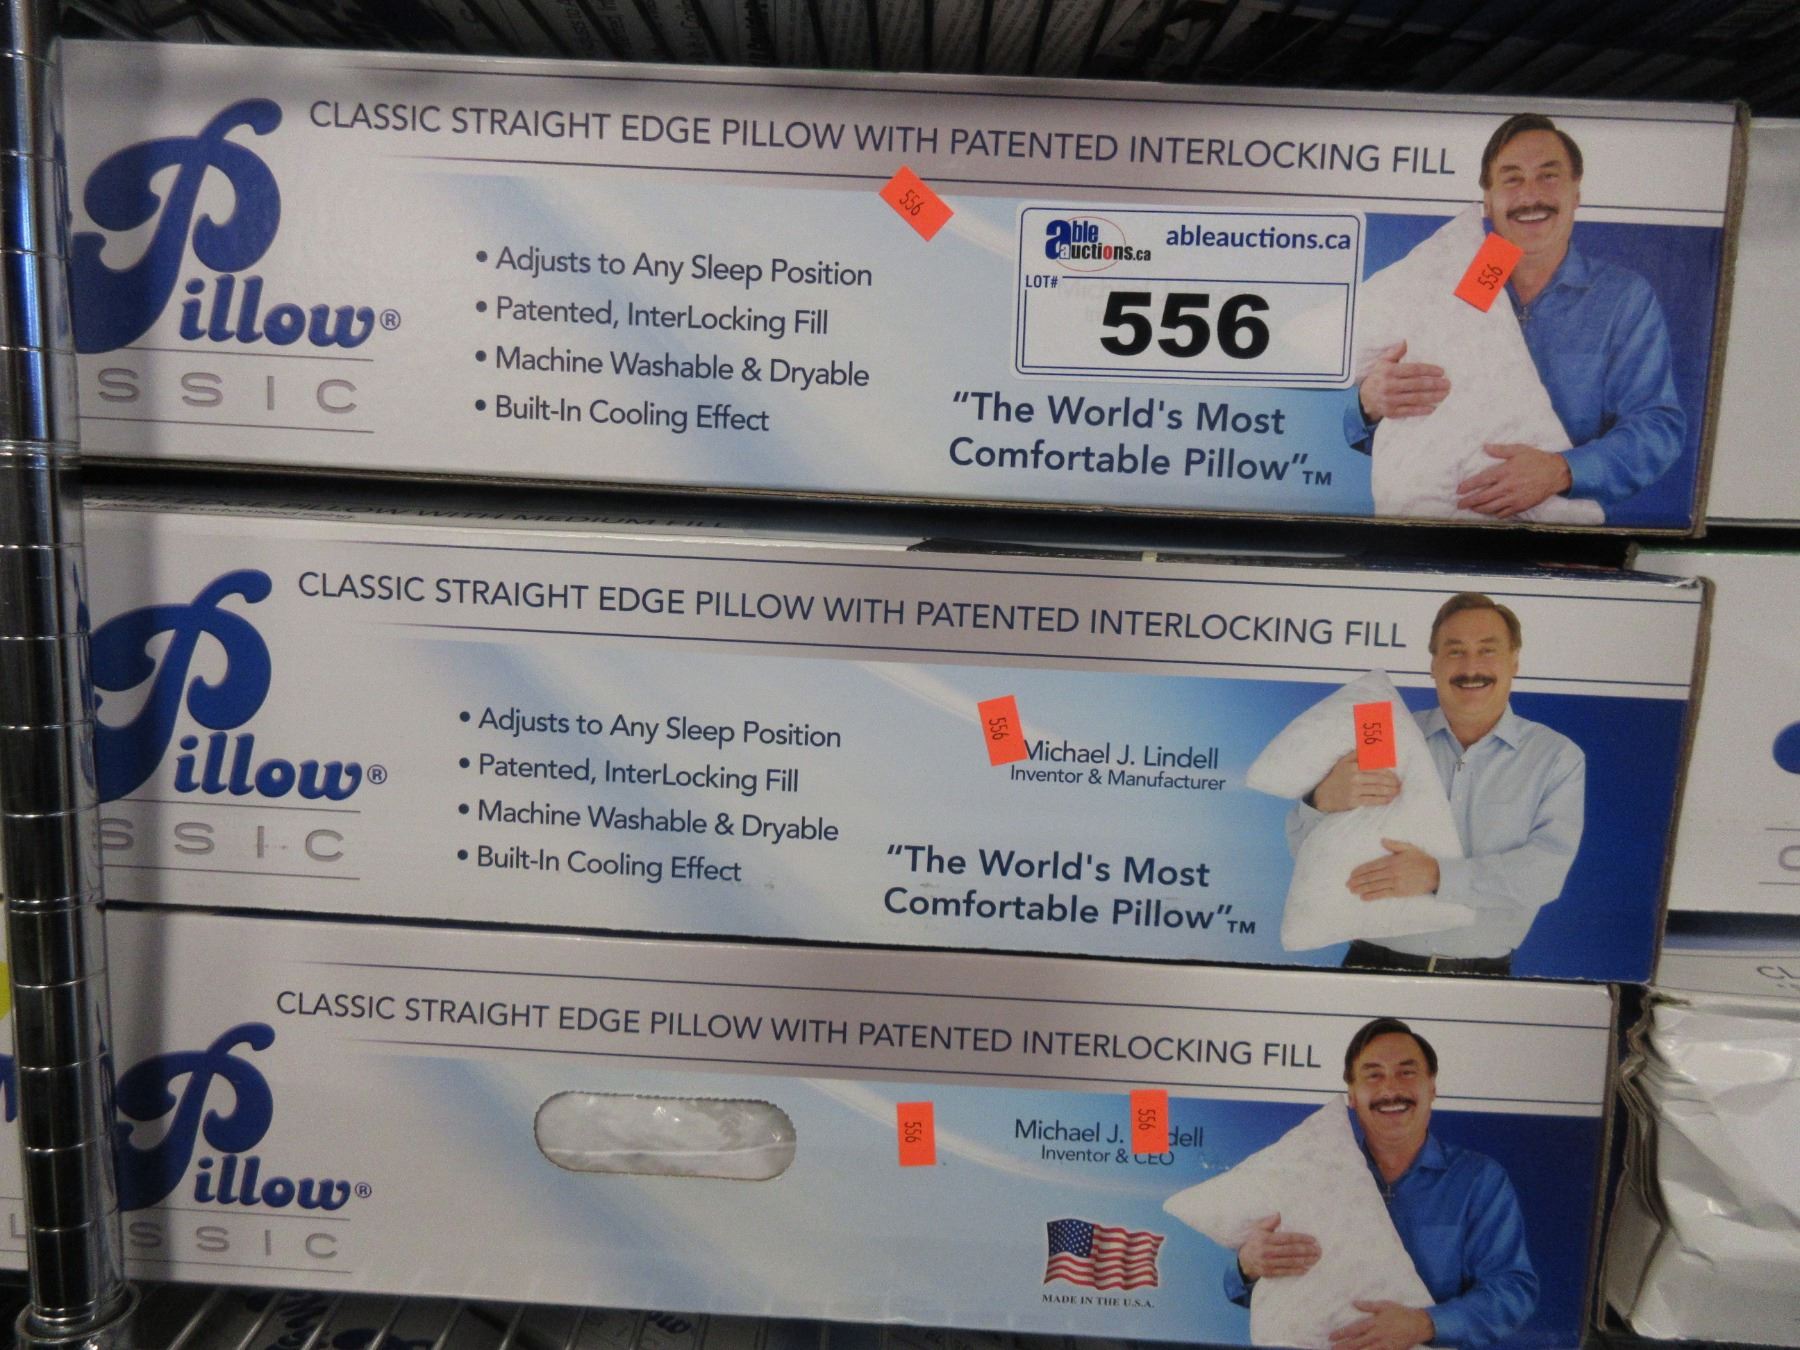 CLASSIC STRAIGHT EDGE PILLOW WITH PATENTED INTERLOCKING FILL
Pillow®
SSIC
• Adjusts to Any Sleep Position
• Patented, InterLocking Fill
• Machine Washable & Dryable
• Built-In Cooling Effect
556
able auctions.ca
ableauctions.ca
LOT#
556
556
"The World's Most
Comfortable Pillow"TM
CLASSIC STRAIGHT EDGE PILLOW WITH PATENTED INTERLOCKING FILL
Pillow®
SSIC
• Adjusts to Any Sleep Position
• Patented, InterLocking Fill
• Machine Washable & Dryable
• Built-In Cooling Effect
556
Michael J. Lindell
Inventor & Manufacturer
556
"The World's Most
Comfortable Pillow"TM
CLASSIC STRAIGHT EDGE PILLOW WITH PATENTED INTERLOCKING FILL
Pillow®
SSIC
556
Michael J. dell
556
Inventor & CEO
MADE IN THE U.S.A.